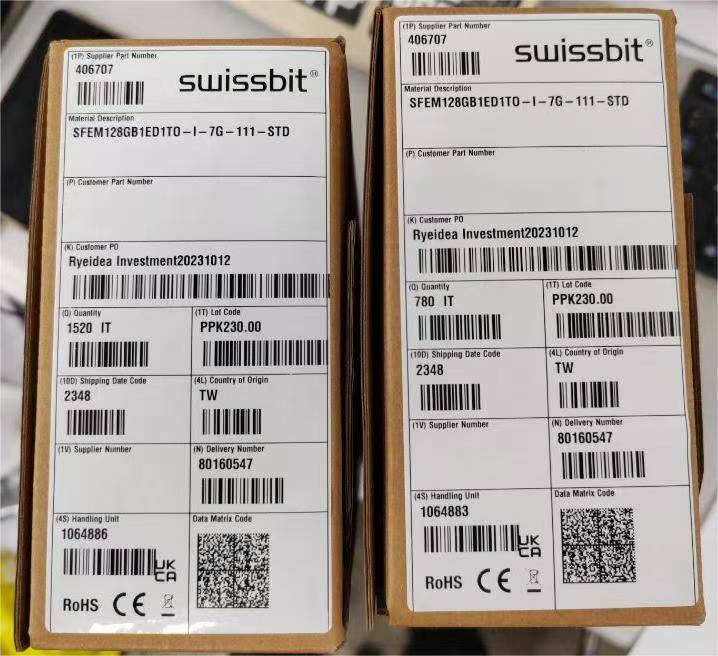 (1P) Supplier Part Number
406707
swissbit®
Material Description
SFEM128GB1ED1TO-I-7G-111-STD
(P) Customer Part Number
(K) Customer PO
Ryeidea Investment20231012
(Q) Quantity
1520 IT
(1T) Lot Code
PPK230.00
(10D) Shipping Date Code
2348
(4L) Country of Origin
TW
(1V) Supplier Number
(N) Delivery Number
80160547
(4S) Handling Unit
1064886
UK
CA
RoHS CE
Data Matrix Code
(1P) Supplier Part Number
406707
swissbit®
Material Description
SFEM128GB1ED1TO-I-7G-111-STD
(P) Customer Part Number
(K) Customer PO
Ryeidea Investment20231012
(Q) Quantity
780 IT
(1T) Lot Code
PPK230.00
(10D) Shipping Date Code
2348
(4L) Country of Origin
TW
(1V) Supplier Number
(N) Delivery Number
80160547
(4S) Handling Unit
1064883
UK
CA
RoHS CE
Data Matrix Code